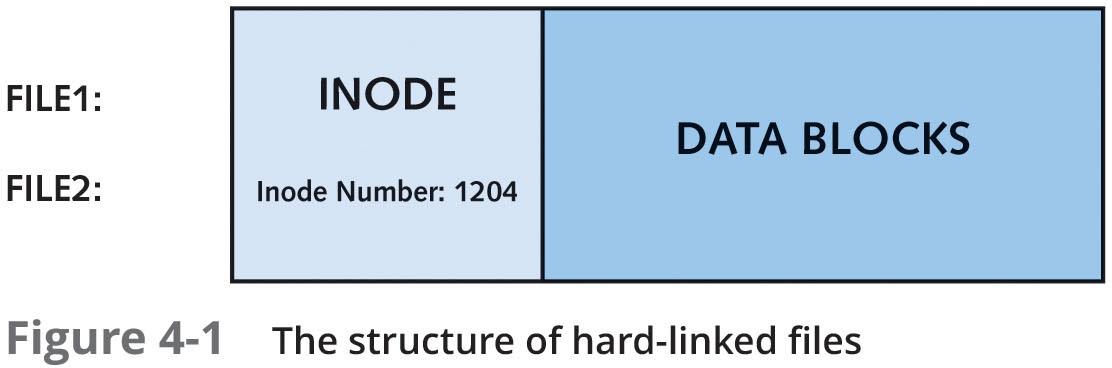 FILE1:
INODE
DATA BLOCKS
FILE2:
Inode Number: 1204
Figure 4-1 The structure of hard-linked files